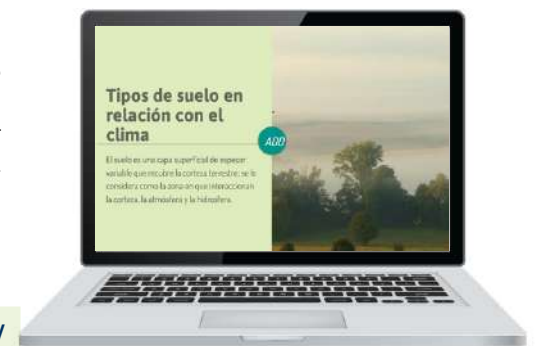 Tipos de suelo en
relación con el
clima
ADD
El suelo es una capa superficial de espesor
variable que recubre la corteza terrestre; se le
considera como la zona en que interaccionan
la corteza, la atmósfera y la hidrosfera.